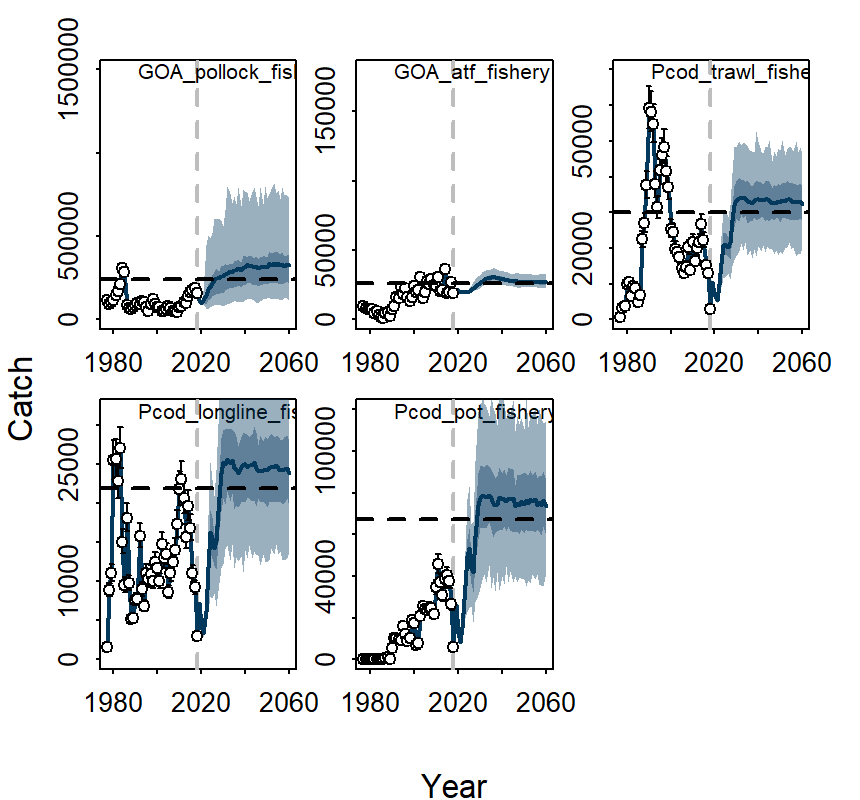 GOA_pollock_fis
GOA_atf_fishery
Pcod_trawl_fishe
1500000
500000
0
150000
50000
0
50000
20000
0
1980 2020 2060
1980 2020 2060
1980 2020 2060
Catch
Pcod_longline_fis
Pcod_pot_fishery
25000
10000
0
100000
40000
0
1980 2020 2060
1980 2020 2060
Year